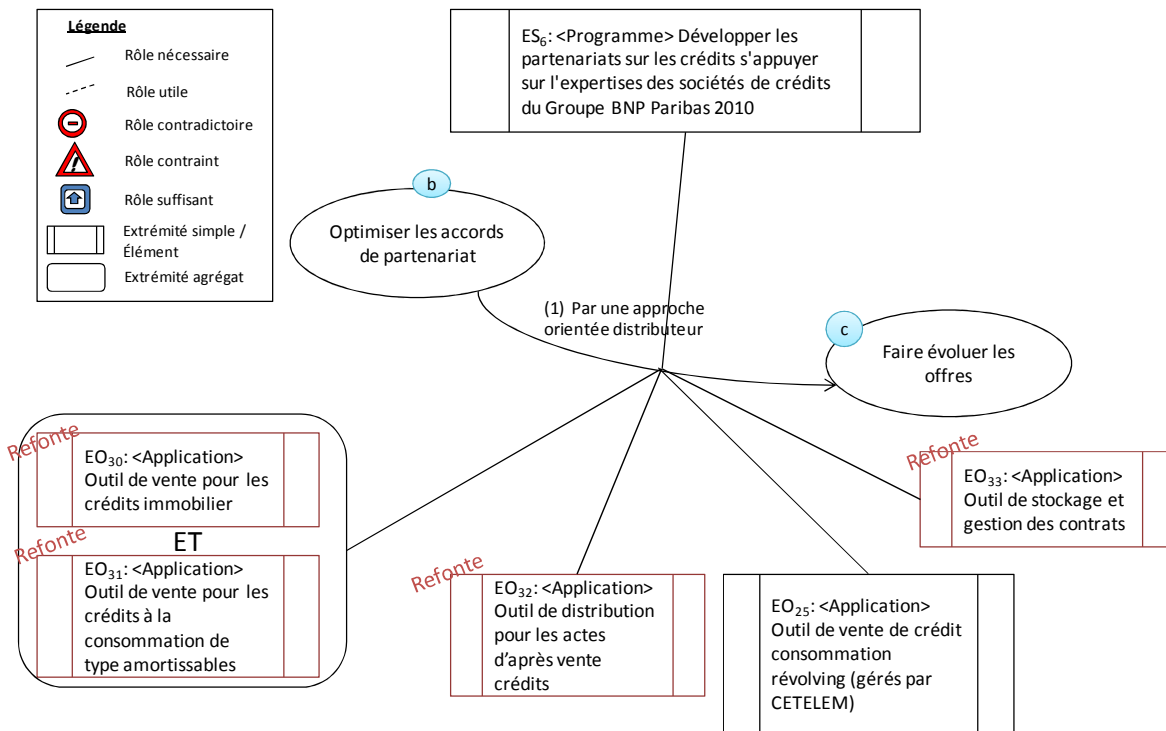 Légende
Rôle nécessaire
Rôle utile
Rôle contradictoire
Rôle contraint
Rôle suffisant
Extrémité simple /
Élément
Extrémité agrégat
ES6: <Programme> Développer les
partenariats sur les crédits s'appuyer
sur l'expertises des sociétés de crédits
du Groupe BNP Paribas 2010
b
Optimiser les accords
de partenariat
(1) Par une approche
orientée distributeur
c
Faire évoluer les
offres
Refonte
EO30: <Application>
Outil de vente pour les
crédits immobilier
ET
Refonte
EO31: <Application>
Outil de vente pour les
crédits à la
consommation de
type amortissables
Refonte
EO32: <Application>
Outil de distribution
pour les actes
d’après vente
crédits
EO25: <Application>
Outil de vente de crédit
consommation
révolving (gérés par
CETELEM)
Refonte
EO33: <Application>
Outil de stockage et
gestion des contrats